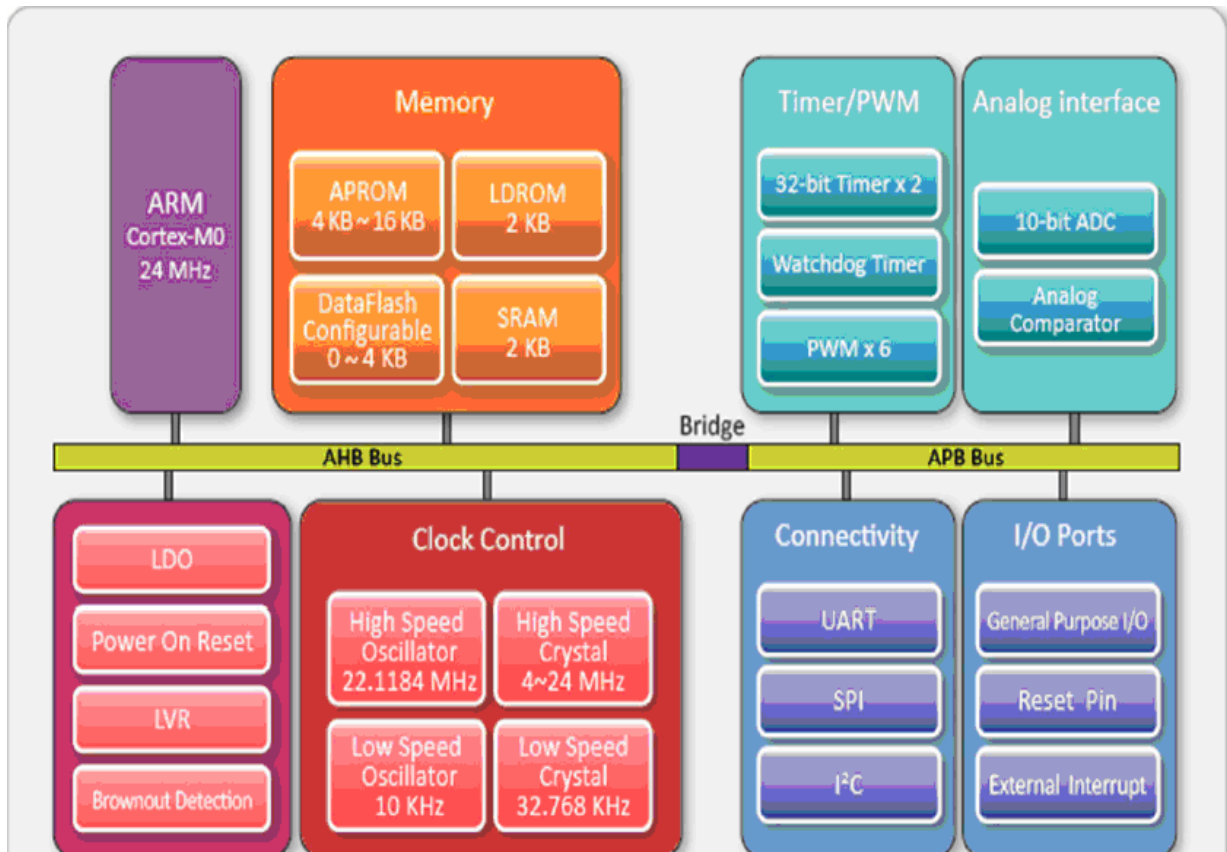 ARM
Cortex-M0
24 MHz
Memory
APROM
4 KB ~ 16 KB
LDROM
2 KB
DataFlash
Configurable
0 ~ 4 KB
SRAM
2 KB
Timer/PWM
32-bit Timer x 2
Watchdog Timer
PWM x 6
Analog interface
10-bit ADC
Analog
Comparator
Bridge
AHB Bus
APB Bus
LDO
Power On Reset
LVR
Brownout Detection
Clock Control
High Speed
Oscillator
22.1184 MHz
High Speed
Crystal
4~24 MHz
Low Speed
Oscillator
10 KHz
Low Speed
Crystal
32.768 KHz
Connectivity
UART
SPI
I²C
I/O Ports
General Purpose I/O
Reset Pin
External Interrupt